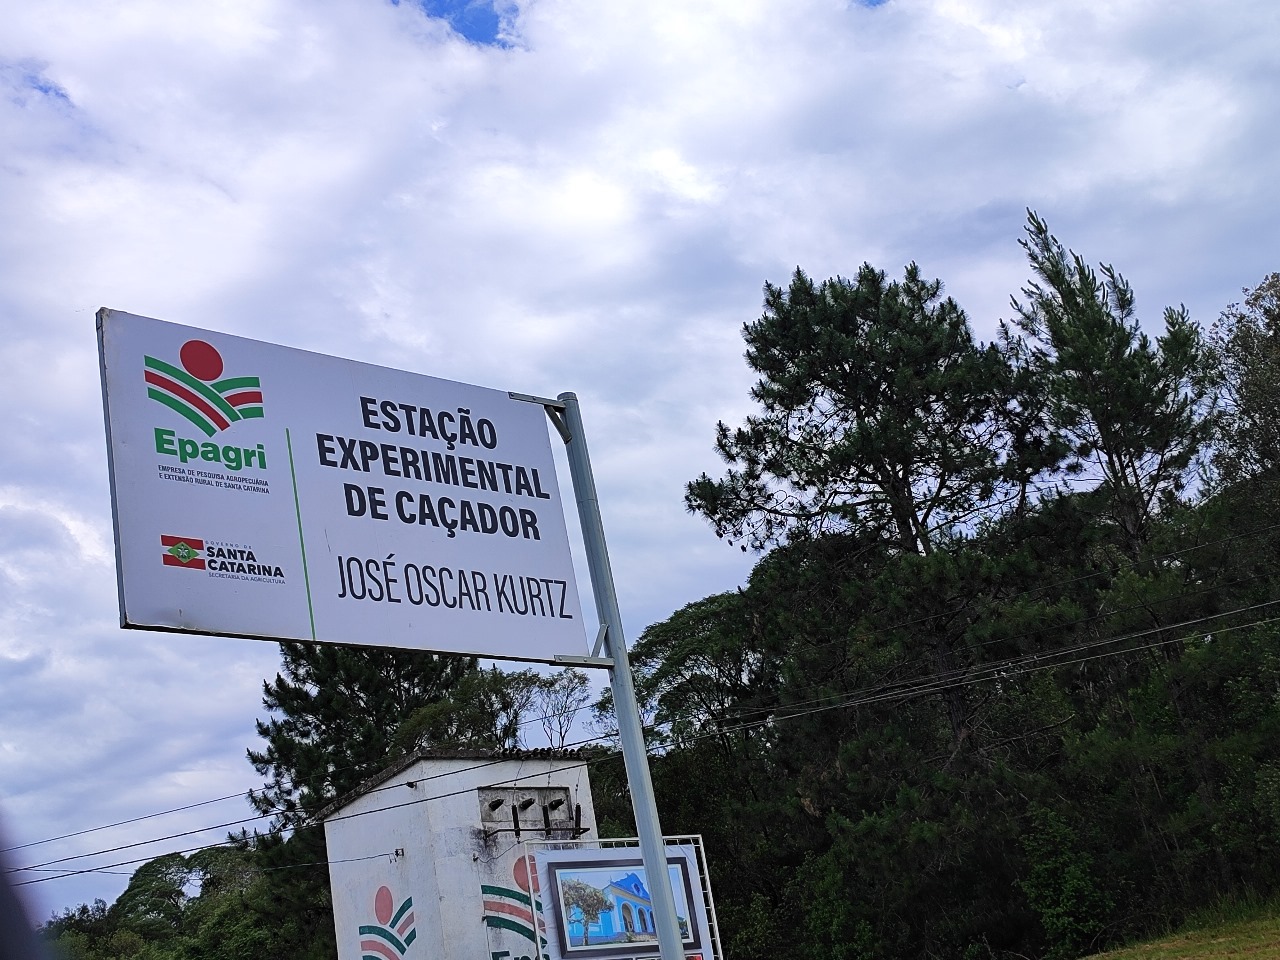 Epagri
EMPRESA DE PESQUISA AGROPECUÁRIA
E EXTENSÃO RURAL DE SANTA CATARINA
GOVERNO DE
SANTA
CATARINA
SECRETARIA DA AGRICULTURA
ESTAÇÃO
EXPERIMENTAL
DE CAÇADOR
JOSÉ OSCAR KURTZ